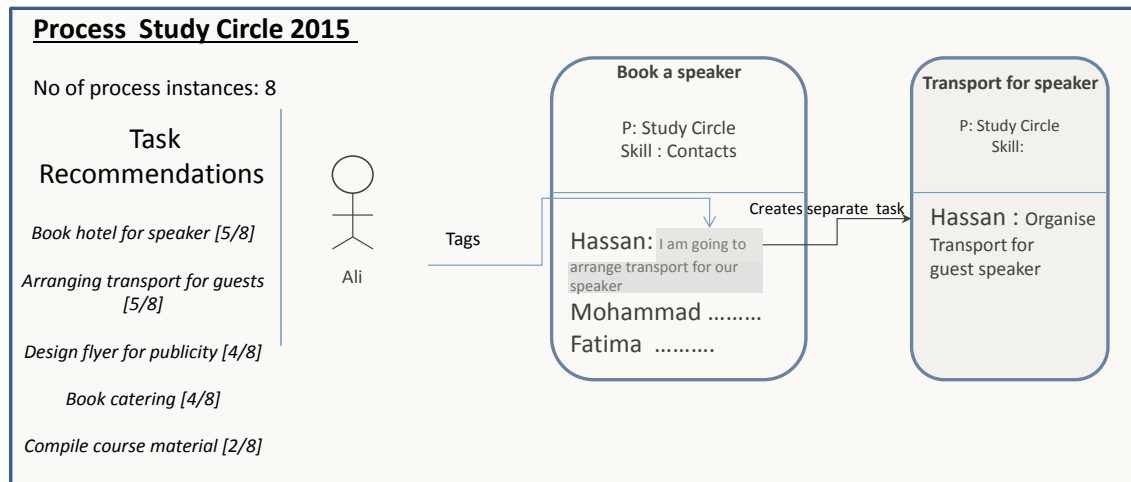 Process Study Circle 2015
No of process instances: 8
Task
Recommendations
Book hotel for speaker [5/8]
Arranging transport for guests
[5/8]
Design flyer for publicity [4/8]
Book catering [4/8]
Compile course material [2/8]
Ali
Tags
Book a speaker
P: Study Circle
Skill : Contacts
Hassan: I am going to
arrange transport for our
speaker
Mohammad .........
Fatima ..........
Creates separate task
Transport for speaker
P: Study Circle
Skill:
Hassan : Organise
Transport for
guest speaker